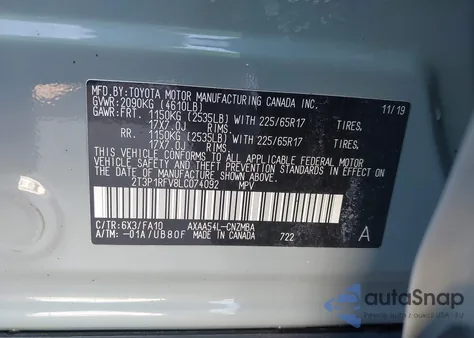 MFD.BY:TOYOTA MOTOR MANUFACTURING CANADA INC.
GVWR:2090KG (4610LB) 11/19
GAWR:FRT. 1150KG (2535LB) WITH 225/65R17 TIRES.
17X7.0J RIMS.
RR. 1150KG (2535LB) WITH 225/65R17 TIRES.
17X7.0J RIMS.
THIS VEHICLE CONFORMS TO ALL APPLICABLE FEDERAL MOTOR
VEHICLE SAFETY AND BUMPER STANDARDS IN EFFECT ON THE
DATE OF MANUFACTURE SHOWN ABOVE.
2T3P1RFV8LC074092 MPV
C/TR:6X3/FA10 AXAA54L-CNZMBA A
A/TM: -01A/UB80F MADE IN CANADA 722
autaSnap